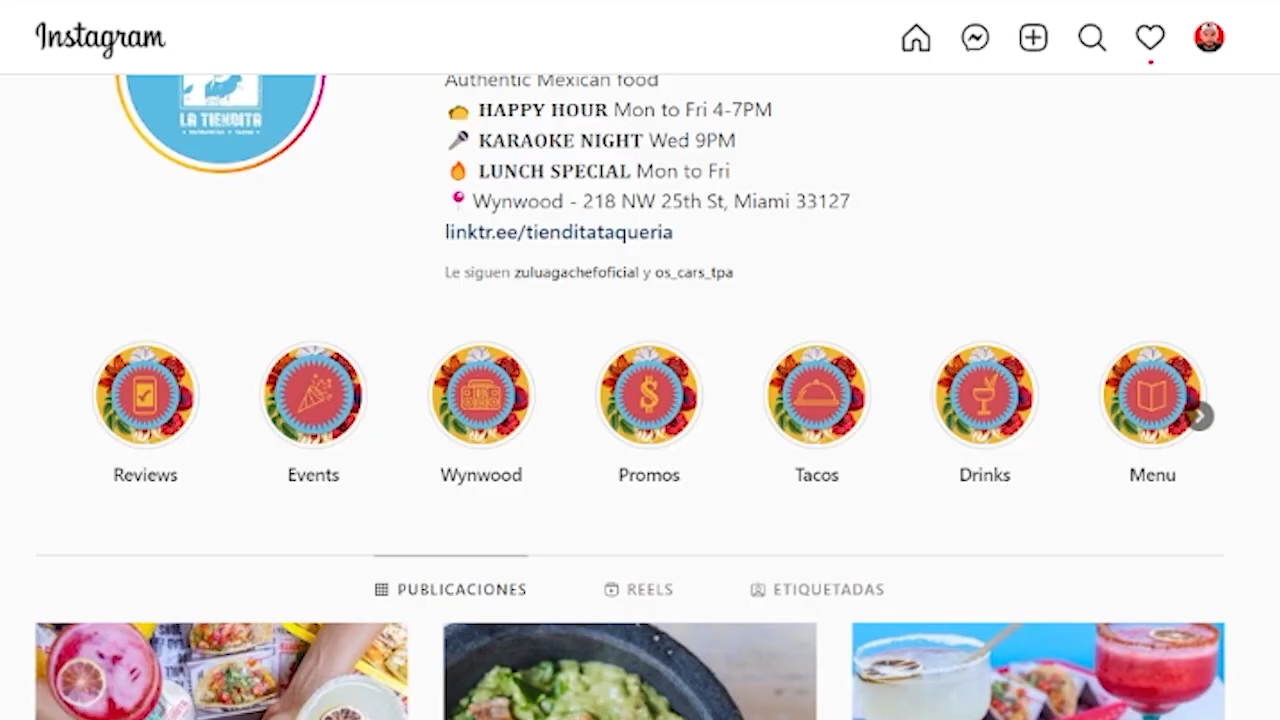 Instagram
Authentic Mexican food
LA TIENDITA
🌮 HAPPY HOUR Mon to Fri 4-7PM
🎤 KARAOKE NIGHT Wed 9PM
🔥 LUNCH SPECIAL Mon to Fri
📍 Wynwood - 218 NW 25th St, Miami 33127
linktr.ee/tienditataqueria
Le siguen zuluagachefoficial y os_cars_tpa
Reviews Events Wynwood Promos Tacos Drinks Menu
PUBLICACIONES REELS ETIQUETADAS